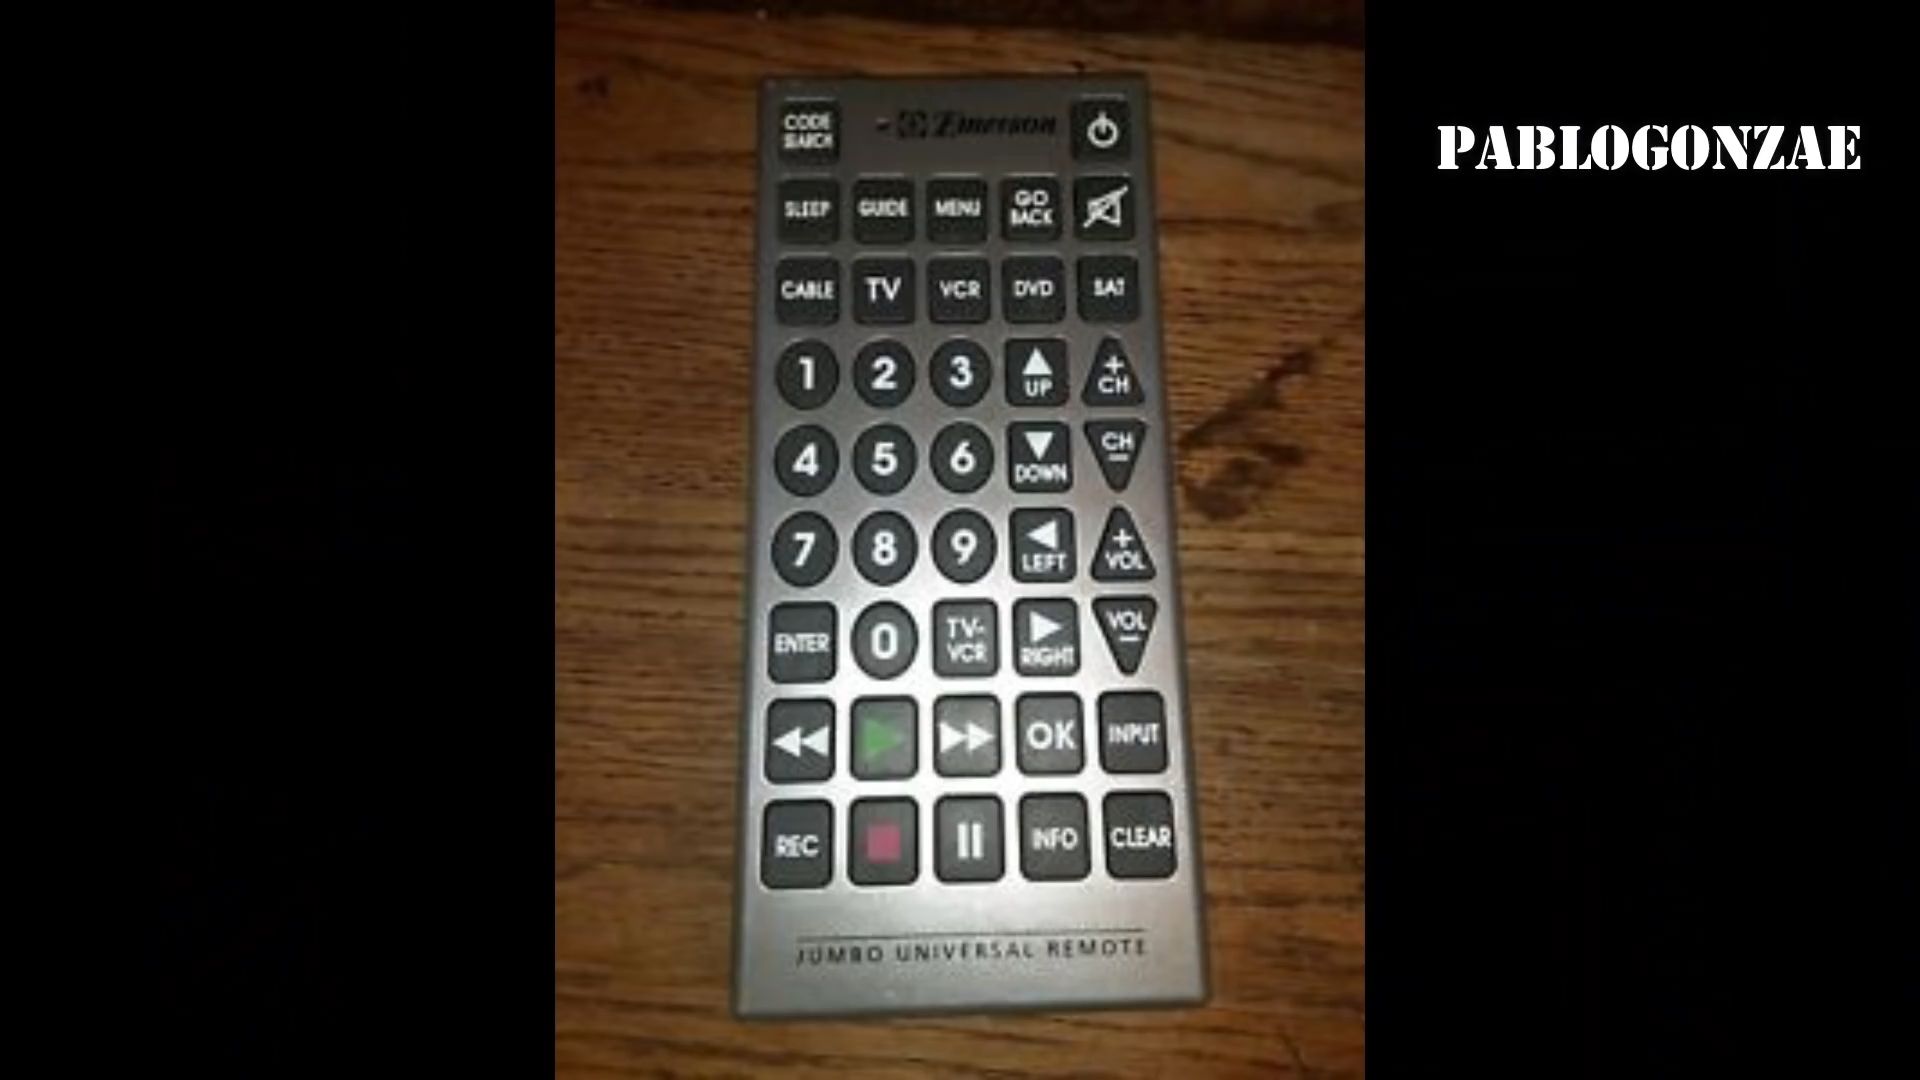 PABLOGONZAE
CODE
SEARCH
Emerson
SLEEP
GUIDE
MENU
GO
BACK
CABLE
TV
VCR
DVD
SAT
1
2
3
UP
+
CH
4
5
6
DOWN
CH
–
7
8
9
LEFT
+
VOL
ENTER
0
TV-
VCR
RIGHT
VOL
–
OK
INPUT
REC
INFO
CLEAR
JUMBO UNIVERSAL REMOTE